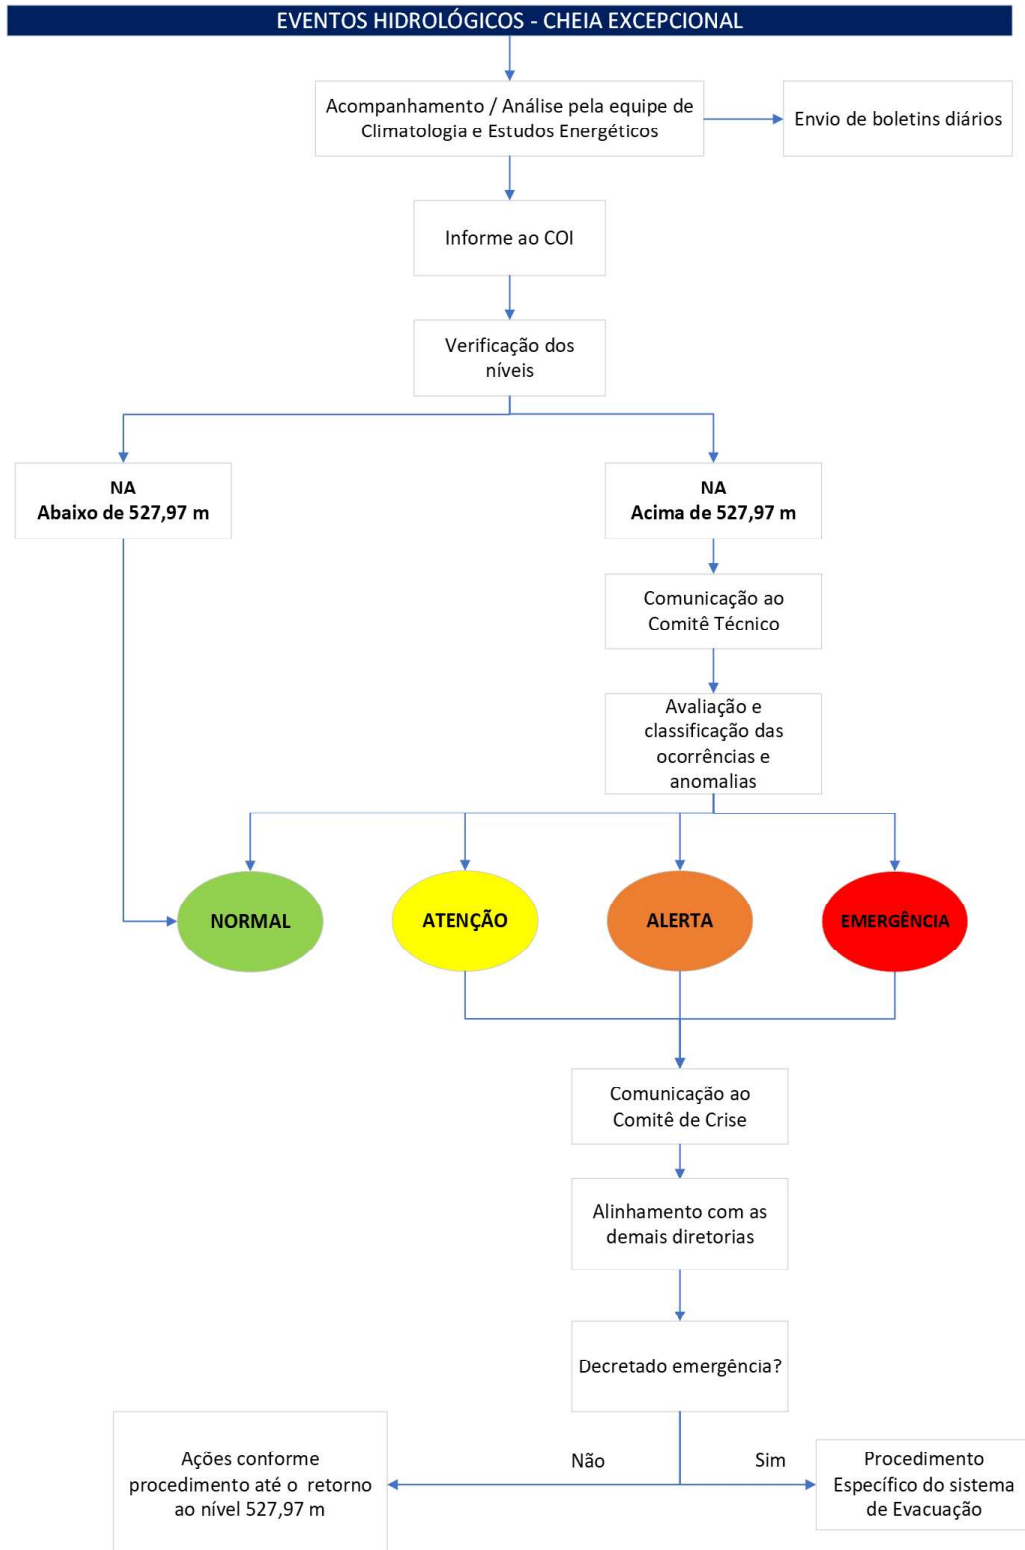 EVENTOS HIDROLÓGICOS - CHEIA EXCEPCIONAL
Acompanhamento / Análise pela equipe de
Climatologia e Estudos Energéticos
Envio de boletins diários
Informe ao COI
Verificação dos
níveis
NA
Abaixo de 527,97 m
NA
Acima de 527,97 m
Comunicação ao
Comitê Técnico
Avaliação e
classificação das
ocorrências e
anomalias
NORMAL
ATENÇÃO
ALERTA
EMERGÊNCIA
Comunicação ao
Comitê de Crise
Alinhamento com as
demais diretorias
Decretado emergência?
Não
Sim
Ações conforme
procedimento até o retorno
ao nível 527,97 m
Procedimento
Específico do sistema
de Evacuação